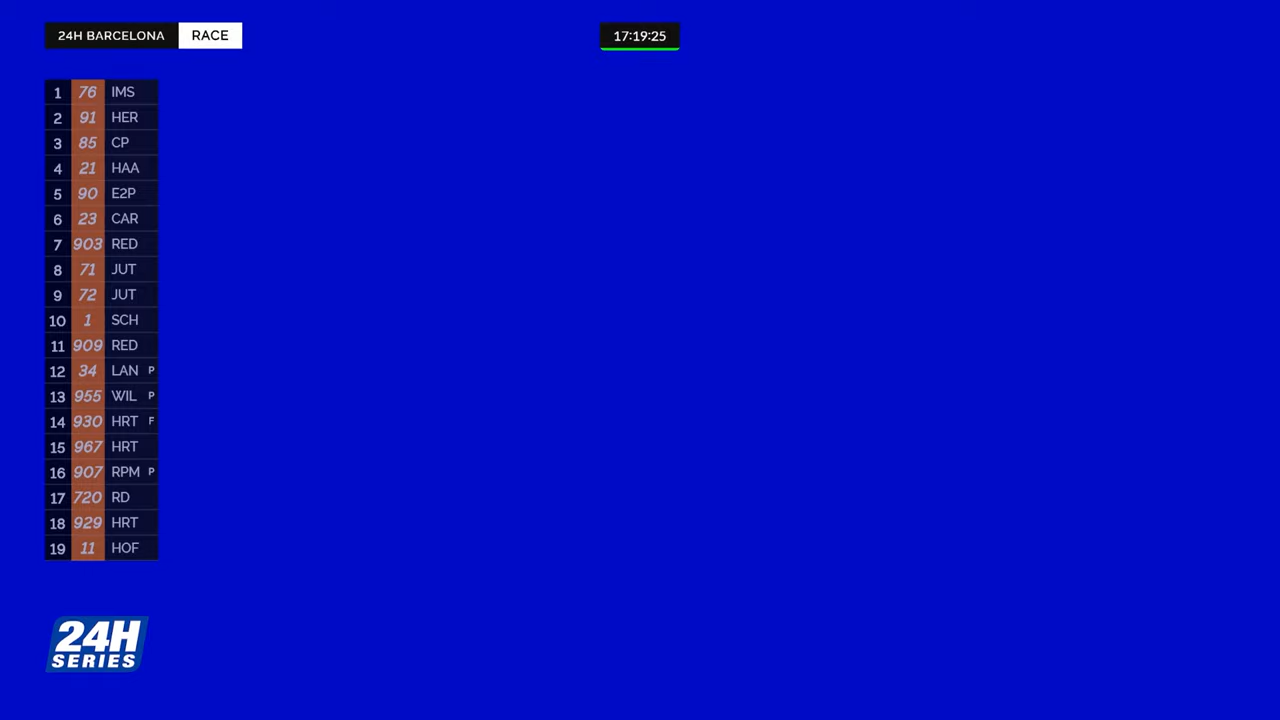 24H BARCELONA RACE 17:19:25
1 76 IMS
2 91 HER
3 85 CP
4 21 HAA
5 90 E2P
6 23 CAR
7 903 RED
8 71 JUT
9 72 JUT
10 1 SCH
11 909 RED
12 34 LAN P
13 955 WIL P
14 930 HRT F
15 967 HRT
16 907 RPM P
17 720 RD
18 929 HRT
19 11 HOF
24H
SERIES